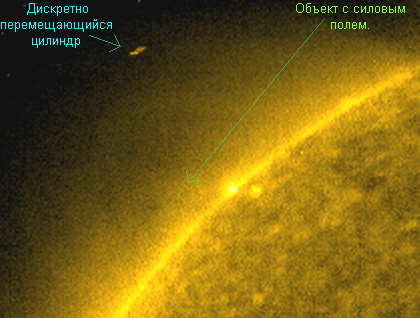 Дискретно
перемещающийся
цилиндр
Объект с силовым
полем.